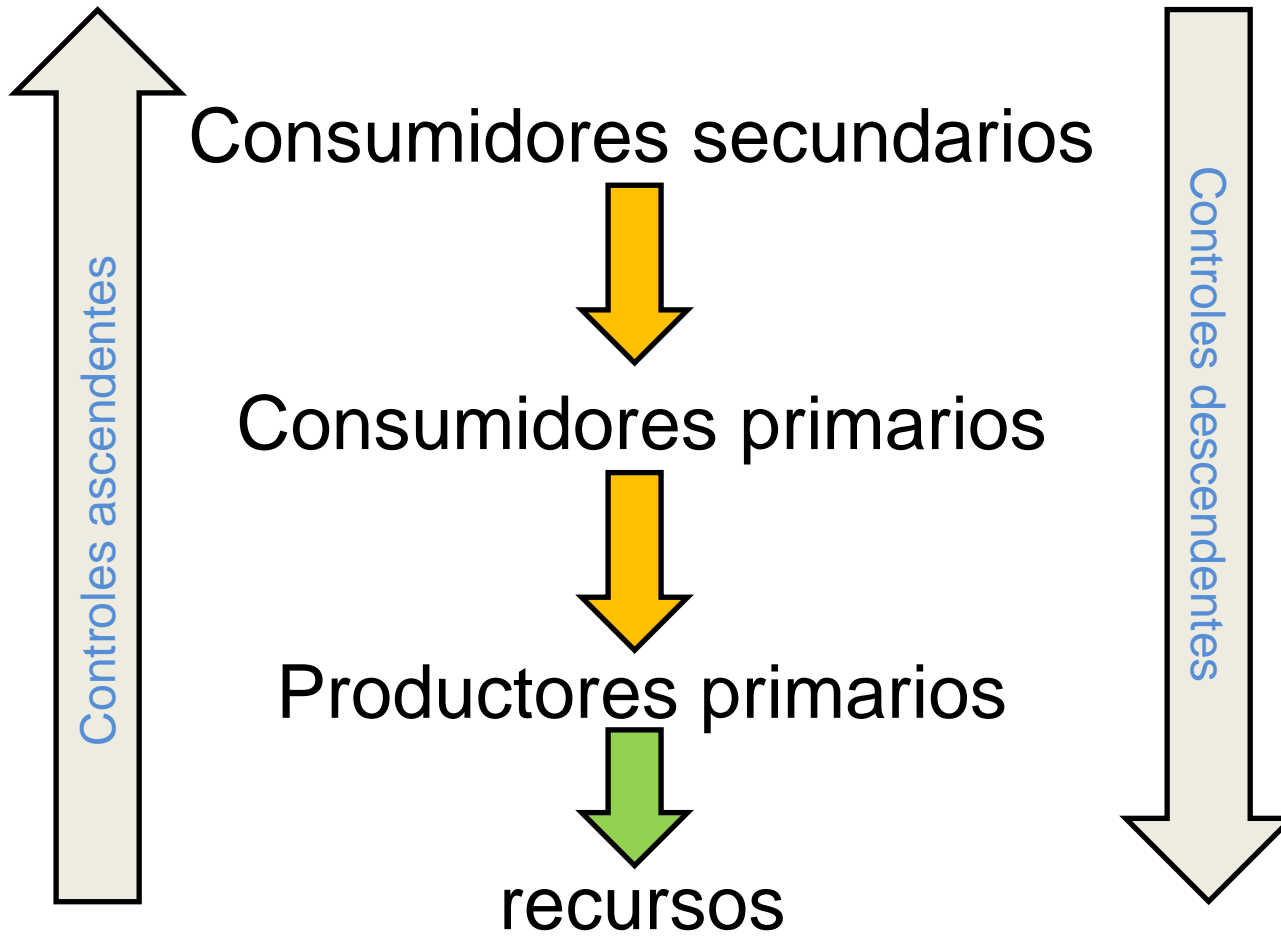 Consumidores secundarios
Controles ascendentes
Controles descendentes
Consumidores primarios
Productores primarios
recursos